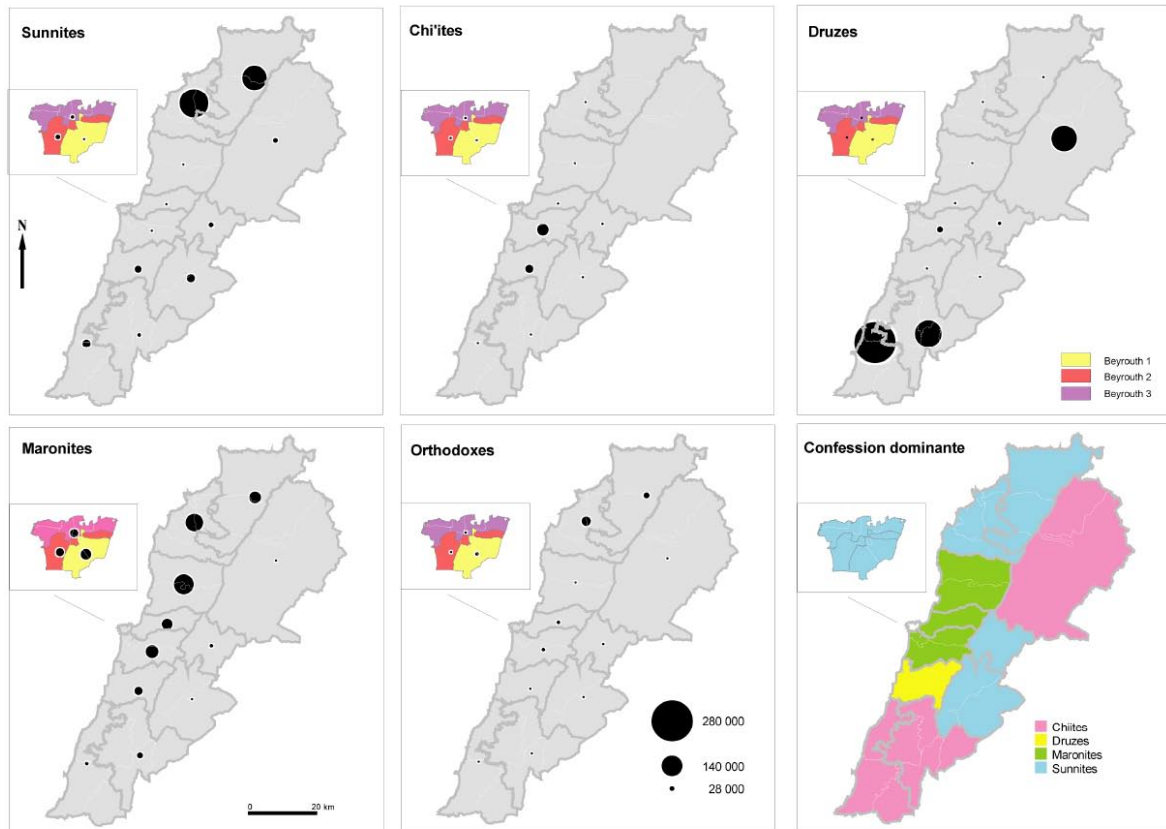 Sunnites
N
Chi'ites
Druzes
Beyrouth 1
Beyrouth 2
Beyrouth 3
Maronites
0 20 km
Orthodoxes
280 000
140 000
28 000
Confession dominante
Chiites
Druzes
Maronites
Sunnites